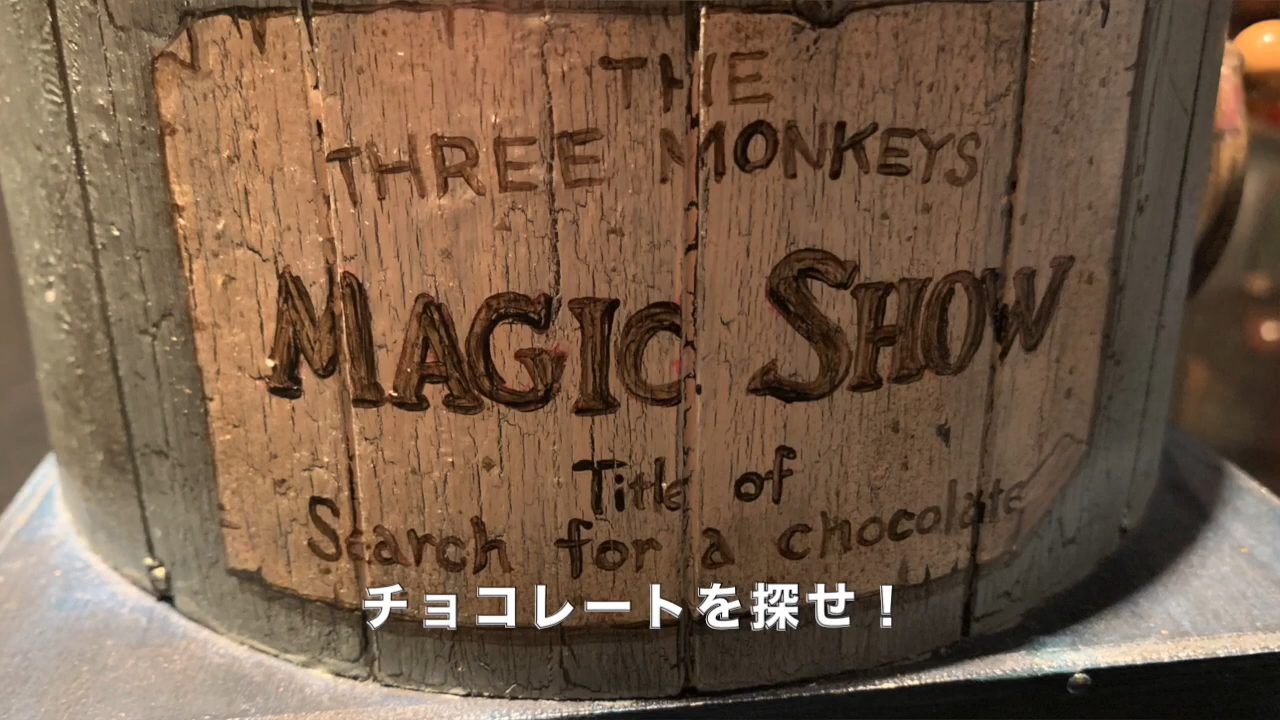 THE
THREE MONKEYS
MAGIC SHOW
Title of
Search for a chocolate
チョコレートを探せ！